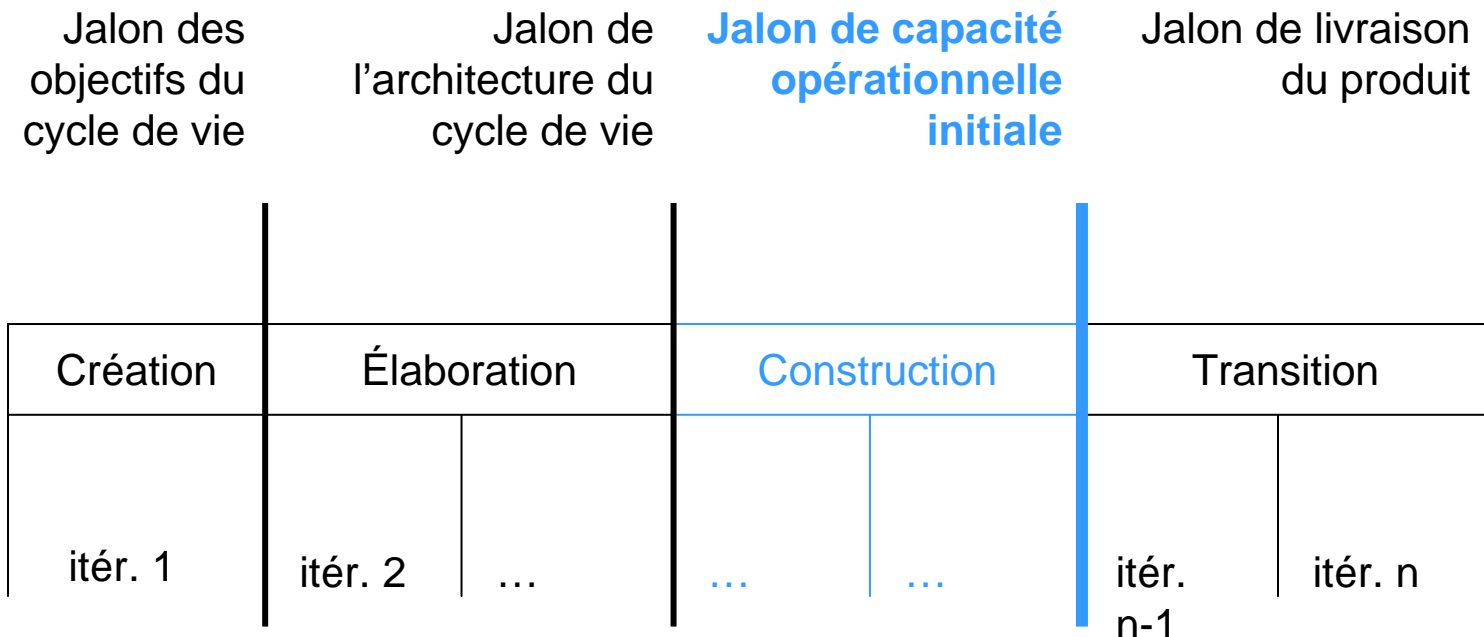 Jalon des
objectifs du
cycle de vie
Jalon de
l’architecture du
cycle de vie
Jalon de capacité
opérationnelle
initiale
Jalon de livraison
du produit
Création
Élaboration
Construction
Transition
itér. 1
itér. 2
…
…
…
itér.
n-1
itér. n